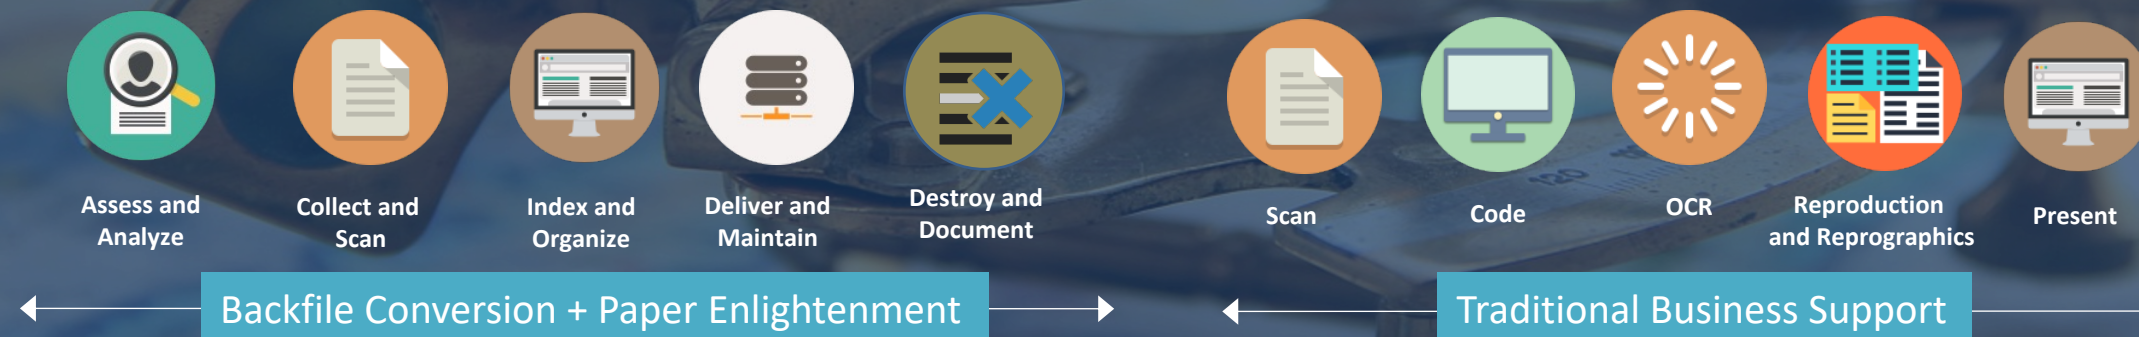 Assess and
Analyze
Collect and
Scan
Index and
Organize
Deliver and
Maintain
Destroy and
Document
Scan
Code
OCR
Reproduction
and Reprographics
Present
Backfile Conversion + Paper Enlightenment
Traditional Business Support